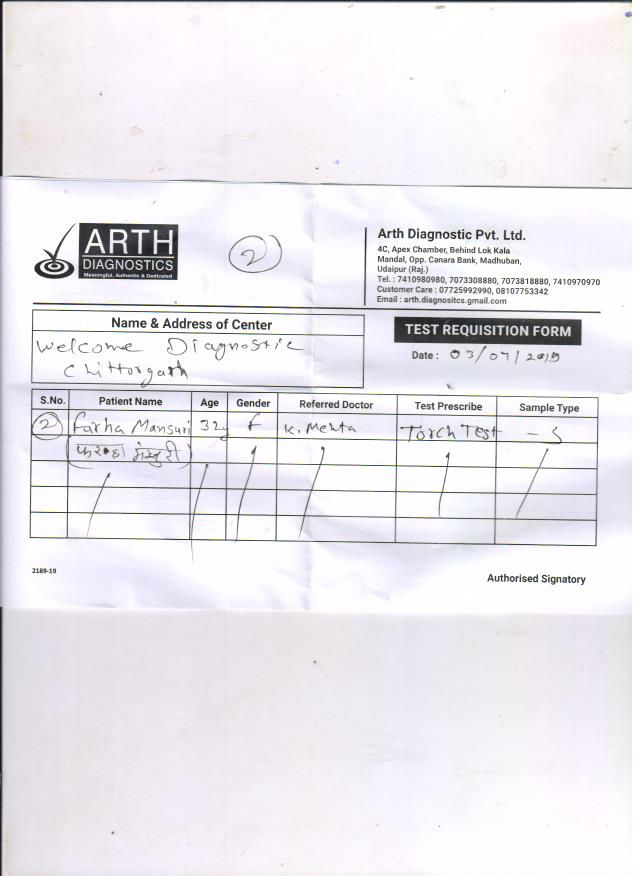 ARTH
DIAGNOSTICS
Meaningful, Authentic & Dedicated
2
Arth Diagnostic Pvt. Ltd.
4C, Apex Chamber, Behind Lok Kala
Mandal, Opp. Canara Bank, Madhuban,
Udaipur (Raj.)
Tel. : 7410980980, 7073308880, 7073818880, 7410970970
Customer Care : 07725992990, 08107753342
Email : arth.diagnositcs.gmail.com
Name & Address of Center
Welcome Diagnostic
Chittorgarh
TEST REQUISITION FORM
Date : 03/07/2019
S.No. Patient Name Age Gender Referred Doctor Test Prescribe Sample Type
2 Farha Mansuri 32y F K. Mehta Torch Test – S
(फरहा मंसुरी)
2189-19
Authorised Signatory